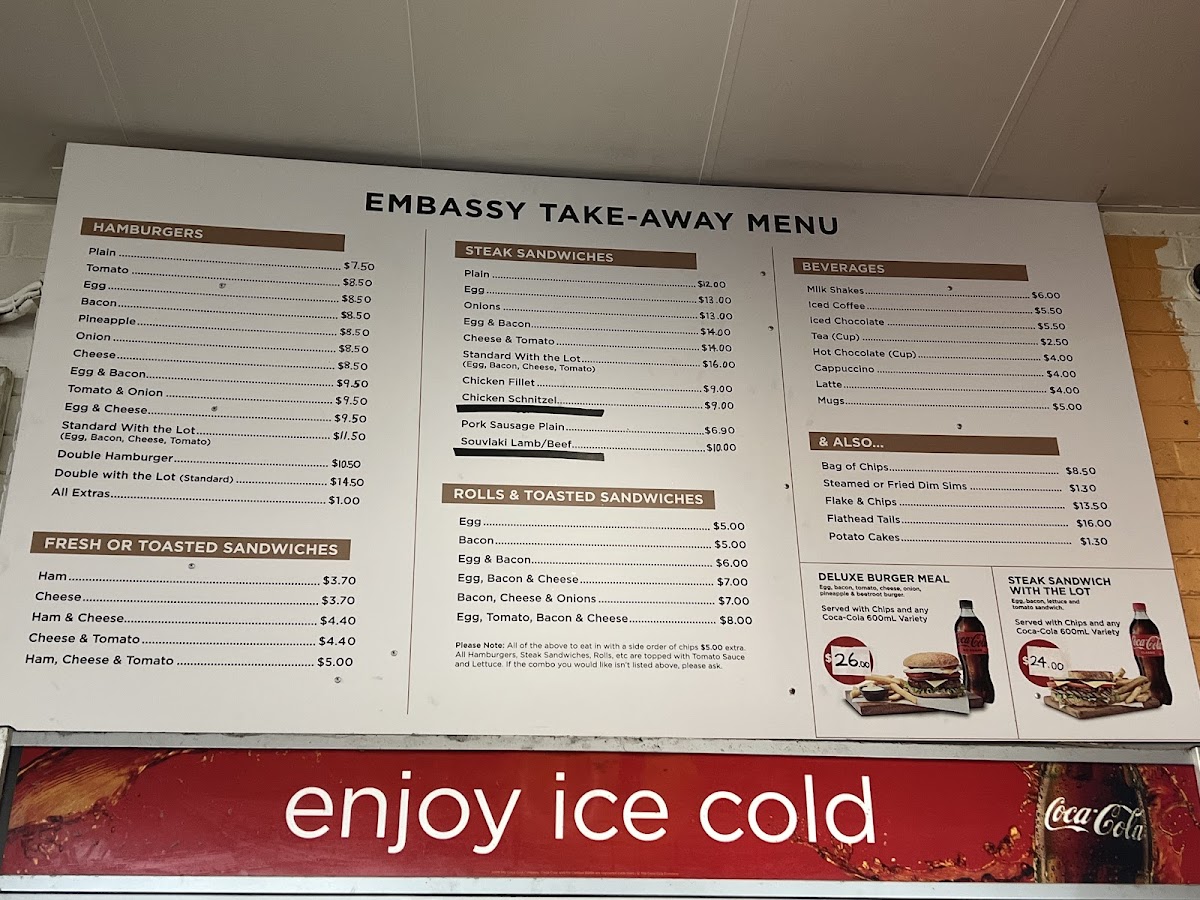 EMBASSY TAKE-AWAY MENU
HAMBURGERS
Plain $7.50
Tomato $8.50
Egg $8.50
Bacon $8.50
Pineapple $8.50
Onion $8.50
Cheese $8.50
Egg & Bacon $9.50
Tomato & Onion $9.50
Egg & Cheese $9.50
Standard With the Lot $11.50
(Egg, Bacon, Cheese, Tomato)
Double Hamburger $10.50
Double with the Lot (Standard) $14.50
All Extras $1.00
FRESH OR TOASTED SANDWICHES
Ham $3.70
Cheese $3.70
Ham & Cheese $4.40
Cheese & Tomato $4.40
Ham, Cheese & Tomato $5.00
STEAK SANDWICHES
Plain $12.00
Egg $13.00
Onions $13.00
Egg & Bacon $14.00
Cheese & Tomato $14.00
Standard With the Lot $16.00
(Egg, Bacon, Cheese, Tomato)
Chicken Fillet $9.00
Chicken Schnitzel $9.00
Pork Sausage Plain $6.90
Souvlaki Lamb/Beef $10.00
ROLLS & TOASTED SANDWICHES
Egg $5.00
Bacon $5.00
Egg & Bacon $6.00
Egg, Bacon & Cheese $7.00
Bacon, Cheese & Onions $7.00
Egg, Tomato, Bacon & Cheese $8.00
Please Note: All of the above to eat in with a side order of chips $5.00 extra.
All Hamburgers, Steak Sandwiches, Rolls, etc are topped with Tomato Sauce
and Lettuce. If the combo you would like isn't listed above, please ask.
BEVERAGES
Milk Shakes $6.00
Iced Coffee $5.50
Iced Chocolate $5.50
Tea (Cup) $2.50
Hot Chocolate (Cup) $4.00
Cappuccino $4.00
Latte $4.00
Mugs $5.00
& ALSO...
Bag of Chips $8.50
Steamed or Fried Dim Sims $1.30
Flake & Chips $13.50
Flathead Tails $16.00
Potato Cakes $1.30
DELUXE BURGER MEAL
Egg, bacon, tomato, cheese, onion,
pineapple & beetroot burger.
Served with Chips and any
Coca-Cola 600mL Variety
$26.00
Coca-Cola
STEAK SANDWICH
WITH THE LOT
Egg, bacon, lettuce and
tomato sandwich.
Served with Chips and any
Coca-Cola 600mL Variety
$24.00
Coca-Cola
enjoy ice cold
Coca-Cola